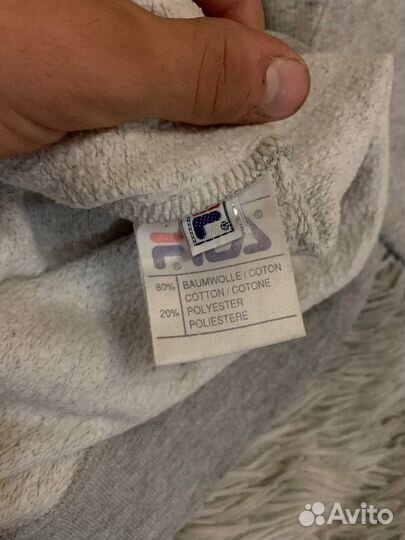 FILA
®
80% BAUMWOLLE / COTON
COTTON / COTONE
20% POLYESTER
POLIESTERE
Avito